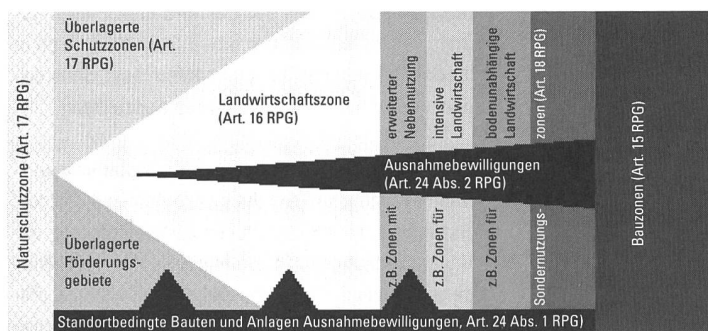 Überlagerte
Schutzzonen (Art.
17 RPG)
Naturschutzzone (Art. 17 RPG)
Landwirtschaftszone
(Art. 16 RPG)
Überlagerte
Förderungs-
gebiete
z.B. Zonen mit erweiterter
Nebennutzung
z.B. Zonen für intensive
Landwirtschaft
z.B. Zonen für bodenunabhängige
Landwirtschaft
Sondernutzungs-zonen (Art. 18 RPG)
Ausnahmebewilligungen
(Art. 24 Abs. 2 RPG)
Bauzonen (Art. 15 RPG)
Standortbedingte Bauten und Anlagen Ausnahmebewilligungen, Art. 24 Abs. 1 RPG)